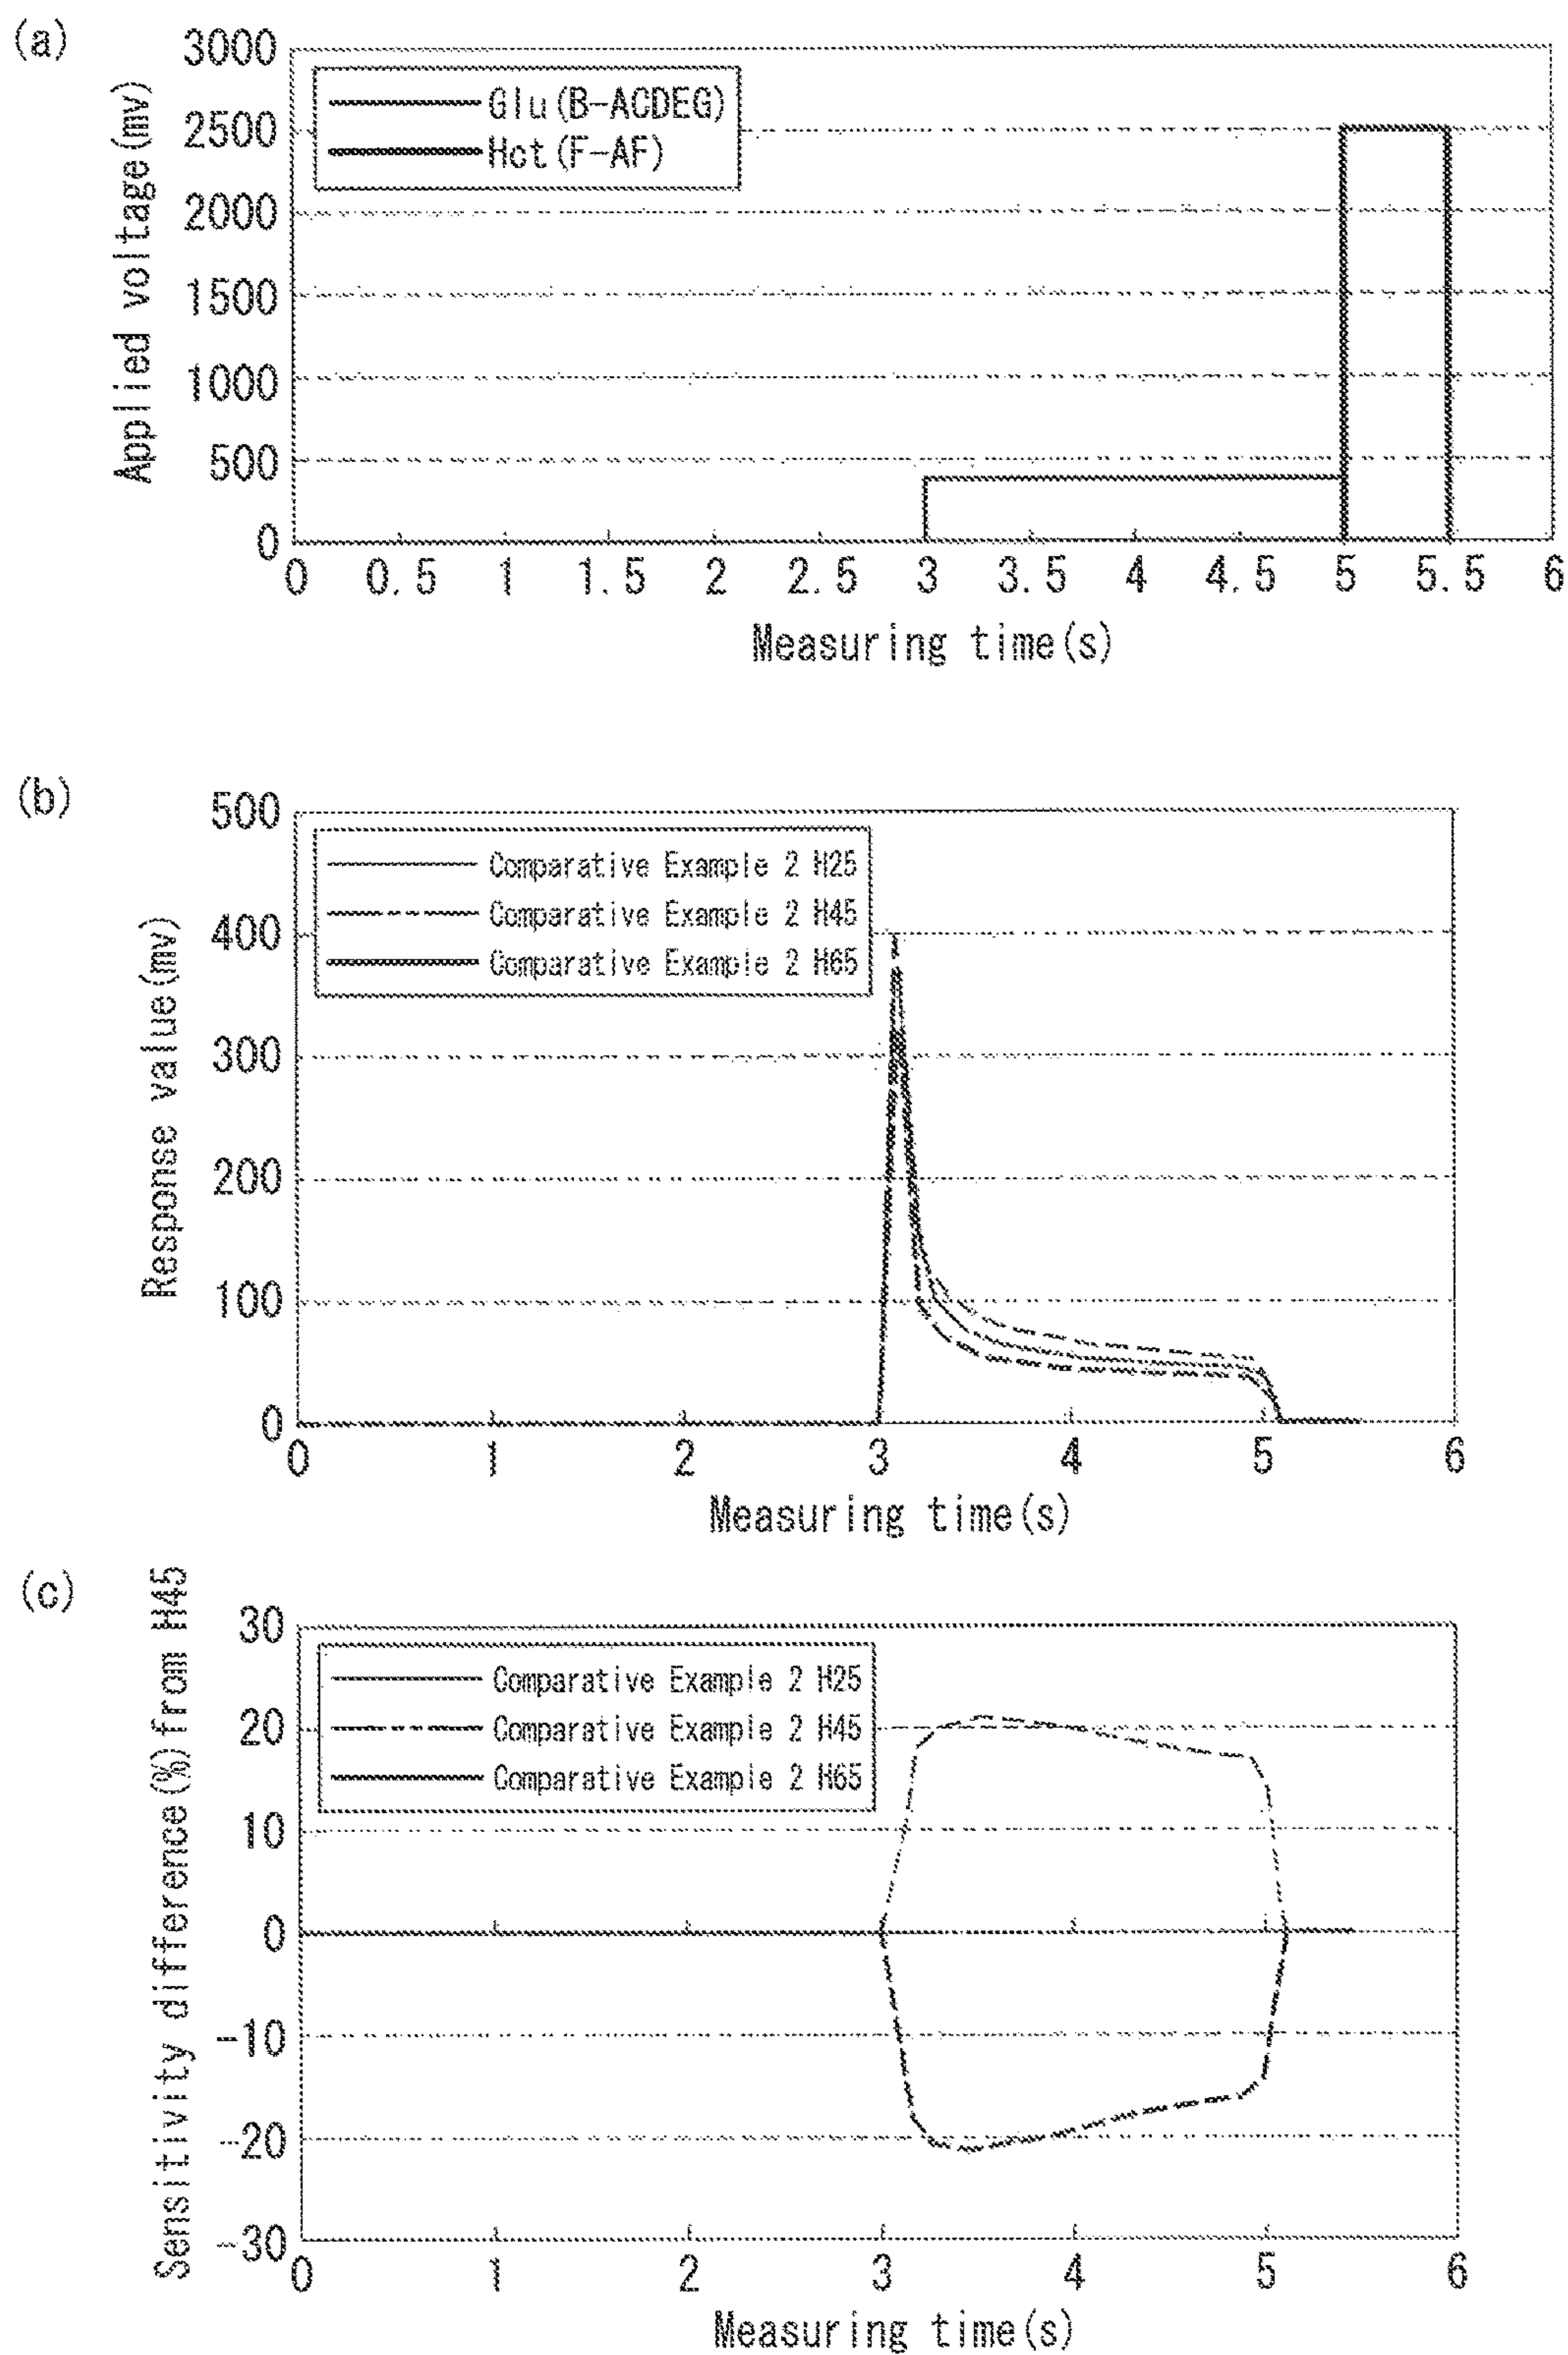 (a)
Applied voltage(mv)
3000
2500
2000
1500
1000
500
0
Glu(B-ACDEG)
Hct(F-AF)
0 0.5 1 1.5 2 2.5 3 3.5 4 4.5 5 5.5 6
Measuring time(s)
(b)
Response value(mv)
500
400
300
200
100
0
Comparative Example 2 H25
Comparative Example 2 H45
Comparative Example 2 H65
0 1 2 3 4 5 6
Measuring time(s)
(c)
Sensitivity difference(%)from H45
30
20
10
0
-10
-20
-30
Comparative Example 2 H25
Comparative Example 2 H45
Comparative Example 2 H65
0 1 2 3 4 5 6
Measuring time(s)